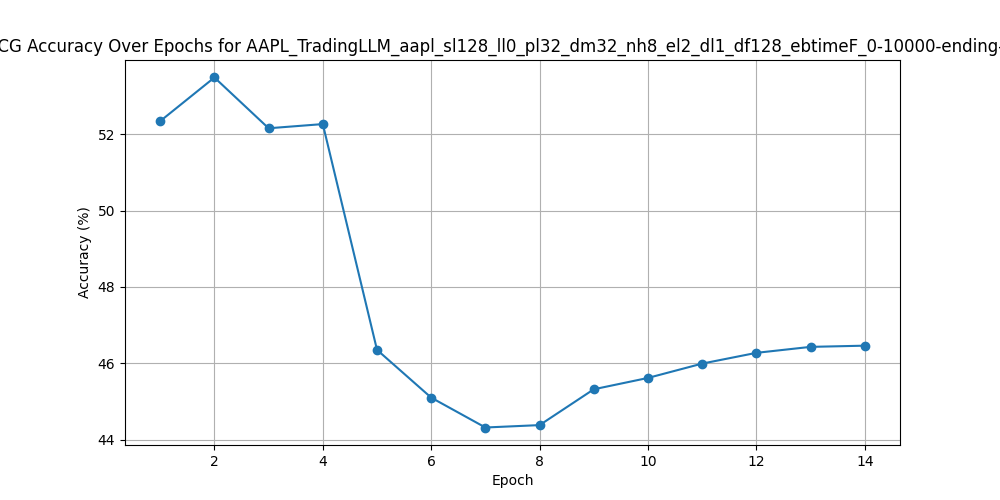 CG Accuracy Over Epochs for AAPL_TradingLLM_aapl_sl128_ll0_pl32_dm32_nh8_el2_dl1_df128_ebtimeF_0-10000-ending-
Accuracy (%)
52
50
48
46
44
2 4 6 8 10 12 14
Epoch